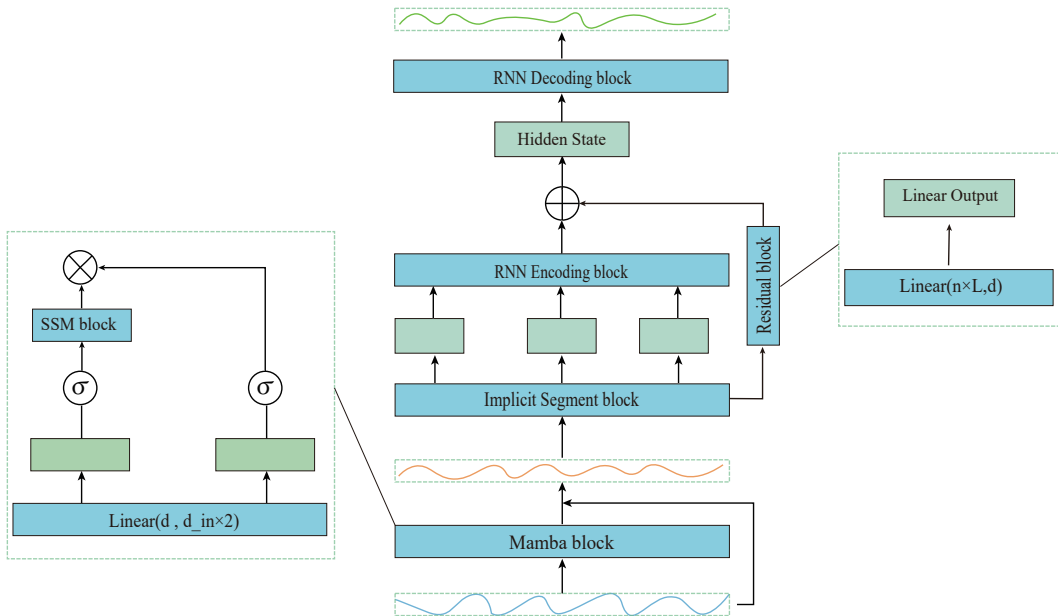 RNN Decoding block
Hidden State
Linear Output
RNN Encoding block
Residual block
Linear(n×L,d)
SSM block
σ
σ
Implicit Segment block
Linear(d , d_in×2)
Mamba block